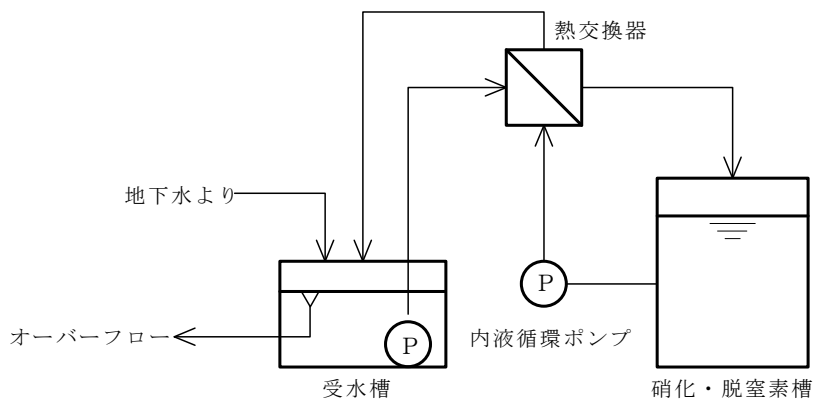 熱交換器
地下水より
P
オーバーフロー
P
内液循環ポンプ
受水槽
硝化・脱窒素槽